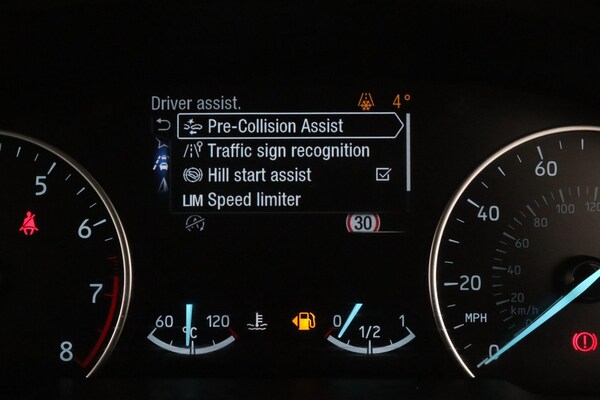 Driver assist.
4°
Pre-Collision Assist
Traffic sign recognition
Hill start assist
LIM Speed limiter
30
5
6
7
8
60
°C
120
0
1/2
1
60
40
20
0
MPH
120
100
80
60
40
20
0
km/h